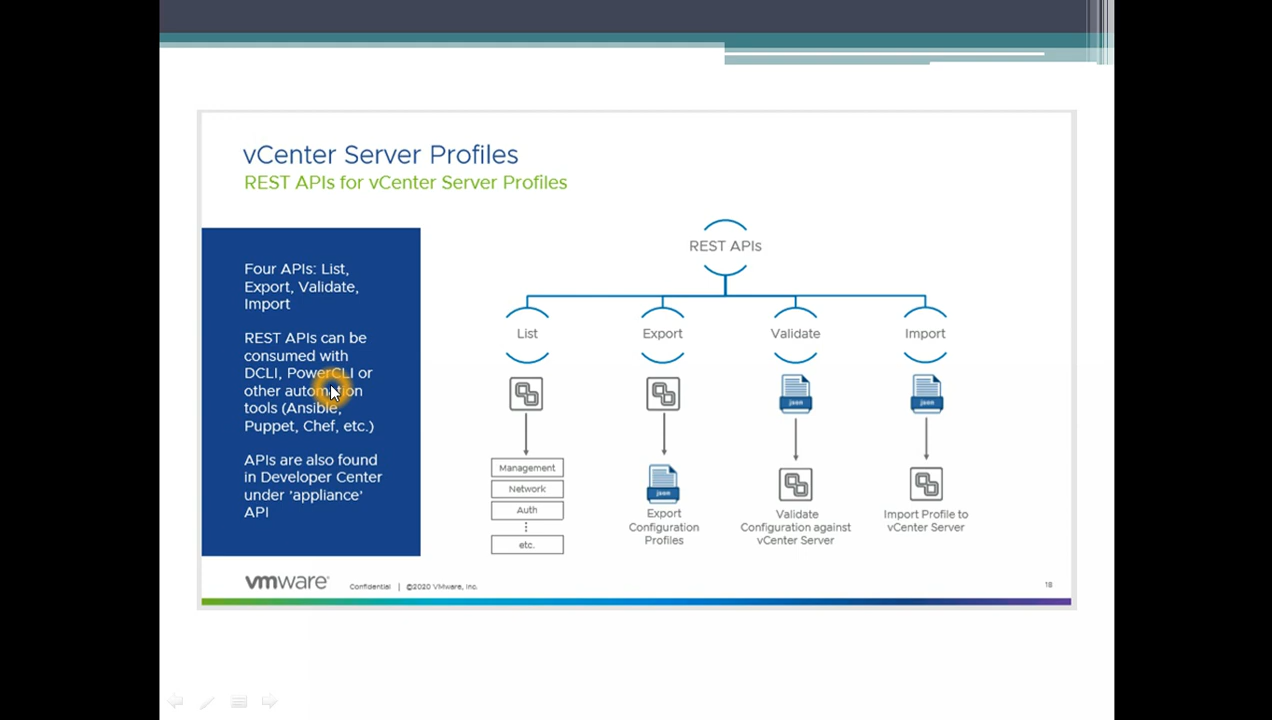 vCenter Server Profiles
REST APIs for vCenter Server Profiles
Four APIs: List,
Export, Validate,
Import
REST APIs can be
consumed with
DCLI, PowerCLI or
other automation
tools (Ansible,
Puppet, Chef, etc.)
APIs are also found
in Developer Center
under 'appliance'
API
REST APIs
List
Export
Validate
Import
json
json
Management
Network
Auth
etc.
json
Export
Configuration
Profiles
Validate
Configuration against
vCenter Server
Import Profile to
vCenter Server
vmware
Confidential | ©2020 VMware, Inc.
18